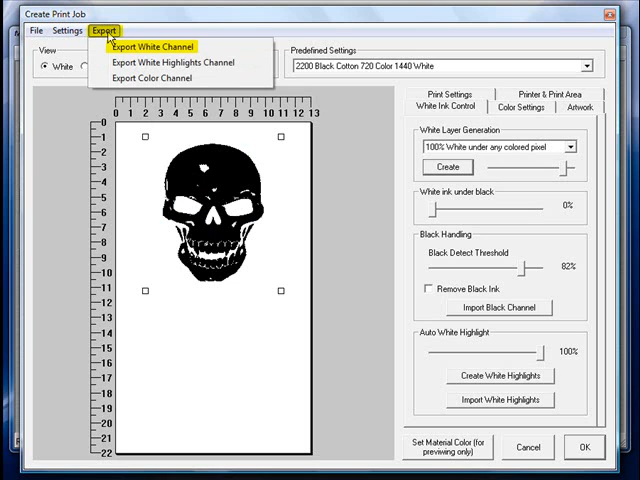 Create Print Job
File Settings Export
Export White Channel
Export White Highlights Channel
Export Color Channel
View
White
Predefined Settings
2200 Black Cotton 720 Color 1440 White
0 1 2 3 4 5 6 7 8 9 10 11 12 13
0
1
2
3
4
5
6
7
8
9
10
11
12
13
14
15
16
17
18
19
20
21
22
Print Settings Printer & Print Area
White Ink Control Color Settings Artwork
White Layer Generation
100% White under any colored pixel
Create
White ink under black
0%
Black Handling
Black Detect Threshold
82%
Remove Black Ink
Import Black Channel
Auto White Highlight
100%
Create White Highlights
Import White Highlights
Set Material Color (for
previewing only)
Cancel
OK